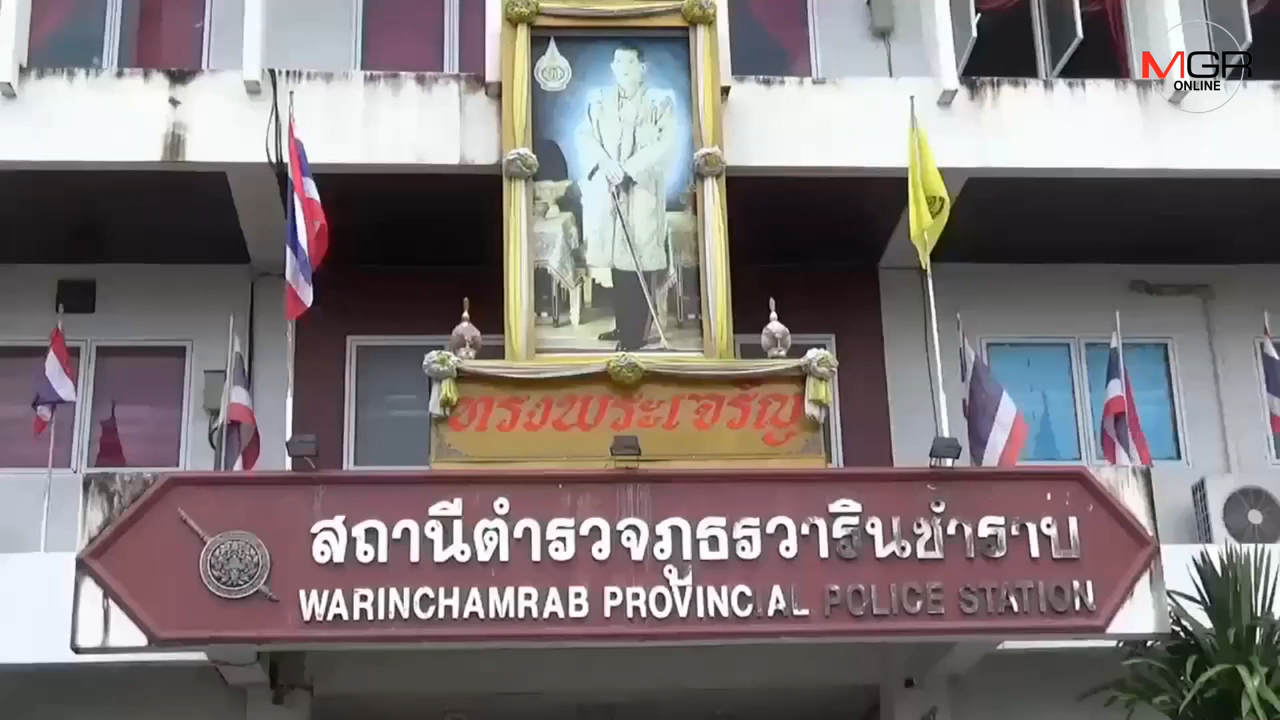 MGR
ONLINE
ทรงพระเจริญ
สถานีตำรวจภูธรวารินชำราบ
WARINCHAMRAB PROVINCIAL POLICE STATION